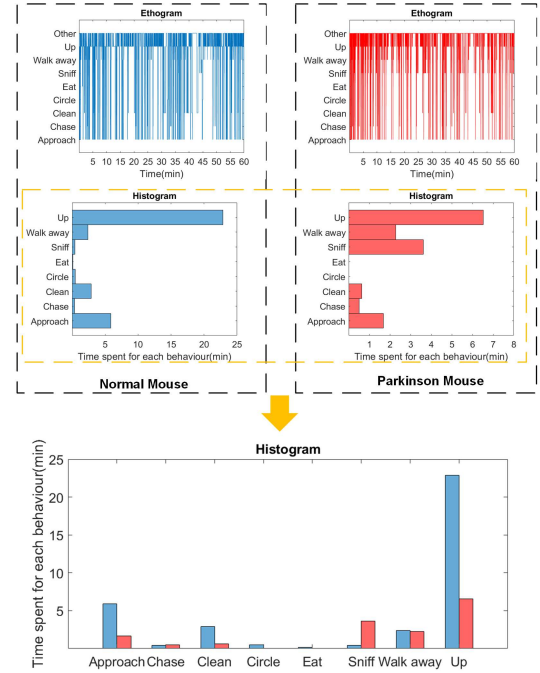 Ethogram
Other
Up
Walk away
Sniff
Eat
Circle
Clean
Chase
Approach
5 10 15 20 25 30 35 40 45 50 55 60
Time(min)
Ethogram
Other
Up
Walk away
Sniff
Eat
Circle
Clean
Chase
Approach
5 10 15 20 25 30 35 40 45 50 55 60
Time(min)
Histogram
Up
Walk away
Sniff
Eat
Circle
Clean
Chase
Approach
0 5 10 15 20 25
Time spent for each behaviour(min)
Normal Mouse
Histogram
Up
Walk away
Sniff
Eat
Circle
Clean
Chase
Approach
0 1 2 3 4 5 6 7 8
Time spent for each behaviour(min)
Parkinson Mouse
Histogram
Time spent for each behaviour(min)
25
20
15
10
5
Approach Chase Clean Circle Eat Sniff Walk away Up